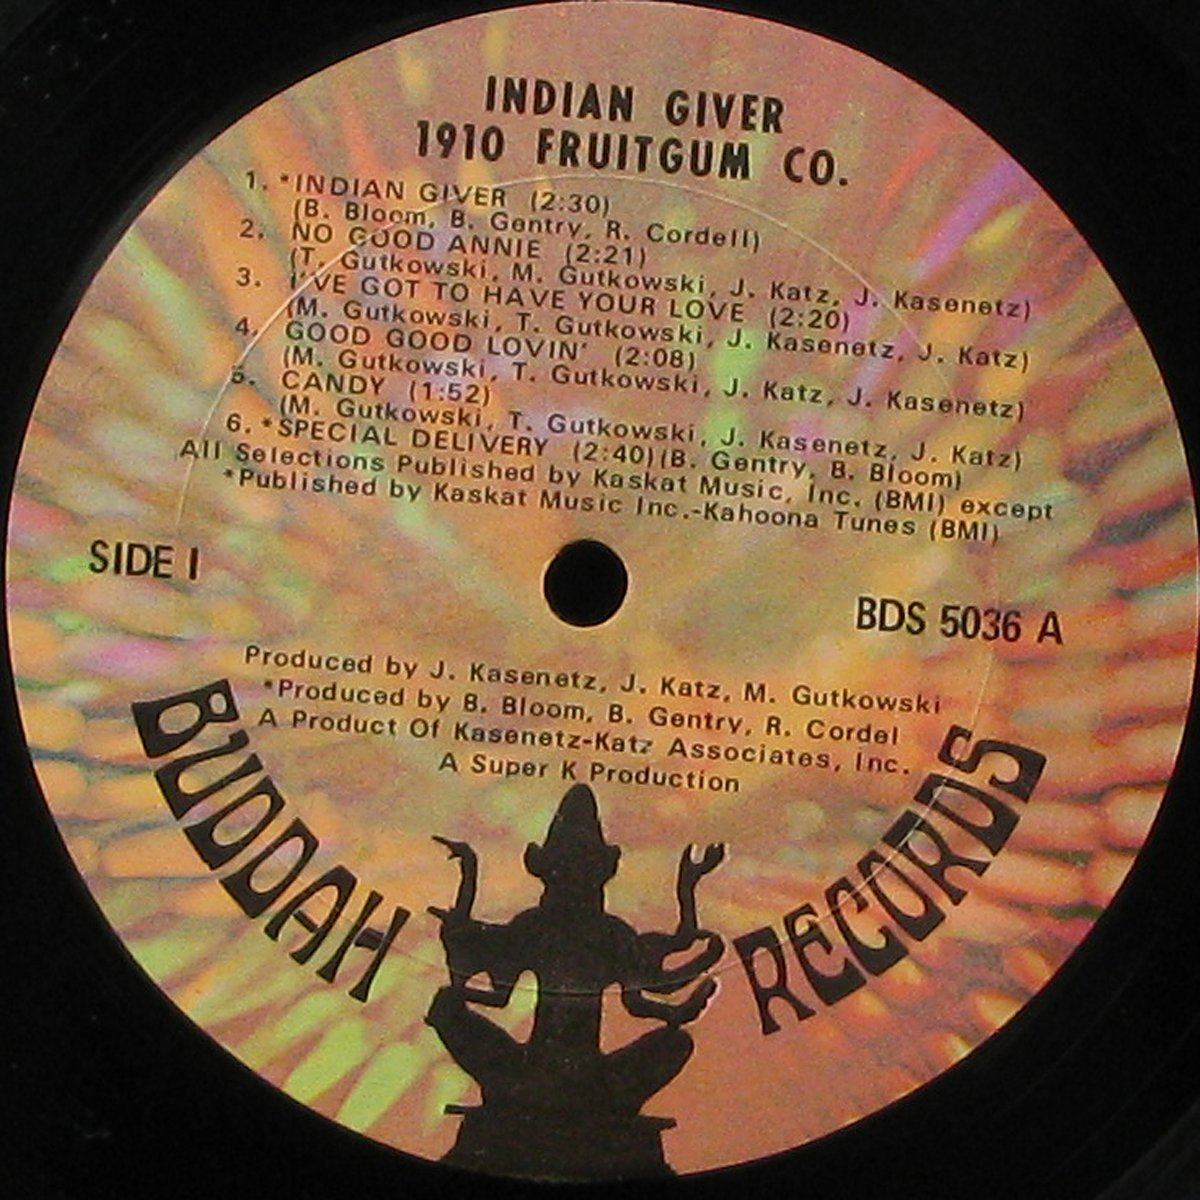 INDIAN GIVER
1910 FRUITGUM CO.
1. *INDIAN GIVER (2:30)
(B. Bloom, B. Gentry, R. Cordell)
2. NO GOOD ANNIE (2:21)
(T. Gutkowski, M. Gutkowski, J. Katz, J. Kasenetz)
3. I'VE GOT TO HAVE YOUR LOVE (2:20)
(M. Gutkowski, T. Gutkowski, J. Kasenetz, J. Katz)
4. GOOD GOOD LOVIN' (2:08)
(M. Gutkowski, T. Gutkowski, J. Katz, J. Kasenetz)
5. CANDY (1:52)
(M. Gutkowski, T. Gutkowski, J. Kasenetz, J. Katz)
6. *SPECIAL DELIVERY (2:40) (B. Gentry, B. Bloom)
All Selections Published by Kaskat Music, Inc. (BMI) except
*Published by Kaskat Music Inc.-Kahoona Tunes (BMI)
SIDE I
BDS 5036 A
Produced by J. Kasenetz, J. Katz, M. Gutkowski
*Produced by B. Bloom, B. Gentry, R. Cordel
A Product Of Kasenetz-Katz Associates, Inc.
A Super K Production
BUDDAH RECORDS